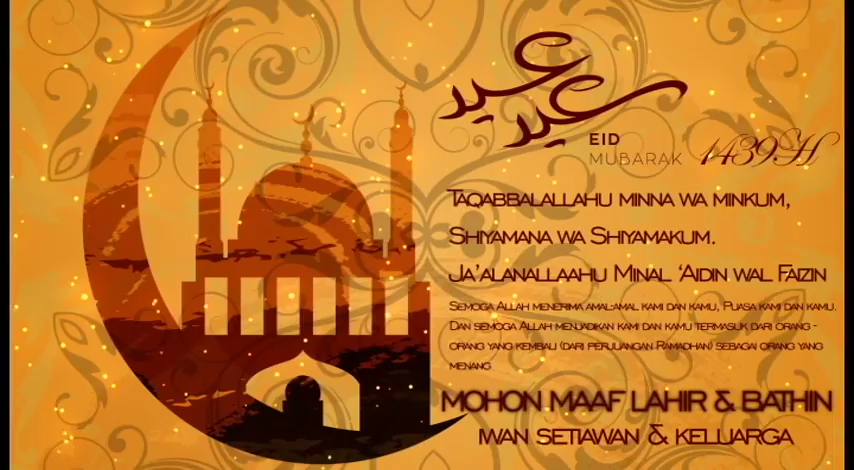 عيد
عيد
EID
MUBARAK 1439.H
TAQABBALALLAHU MINNA WA MINKUM,
SHIYAMANA WA SHIYAMAKUM.
JA'ALANALLAAHU MINAL 'AIDIN WAL FAIZIN
SEMOGA ALLAH MENERIMA AMAL-AMAL KAMI DAN KAMU, PUASA KAMI DAN KAMU.
DAN SEMOGA ALLAH MENJADIKAN KAMI DAN KAMU TERMASUK DARI ORANG -
ORANG YANG KEMBALI (DARI PERJUANGAN RAMADHAN) SEBAGAI ORANG YANG
MENANG
MOHON MAAF LAHIR & BATHIN
IWAN SETIAWAN & KELUARGA